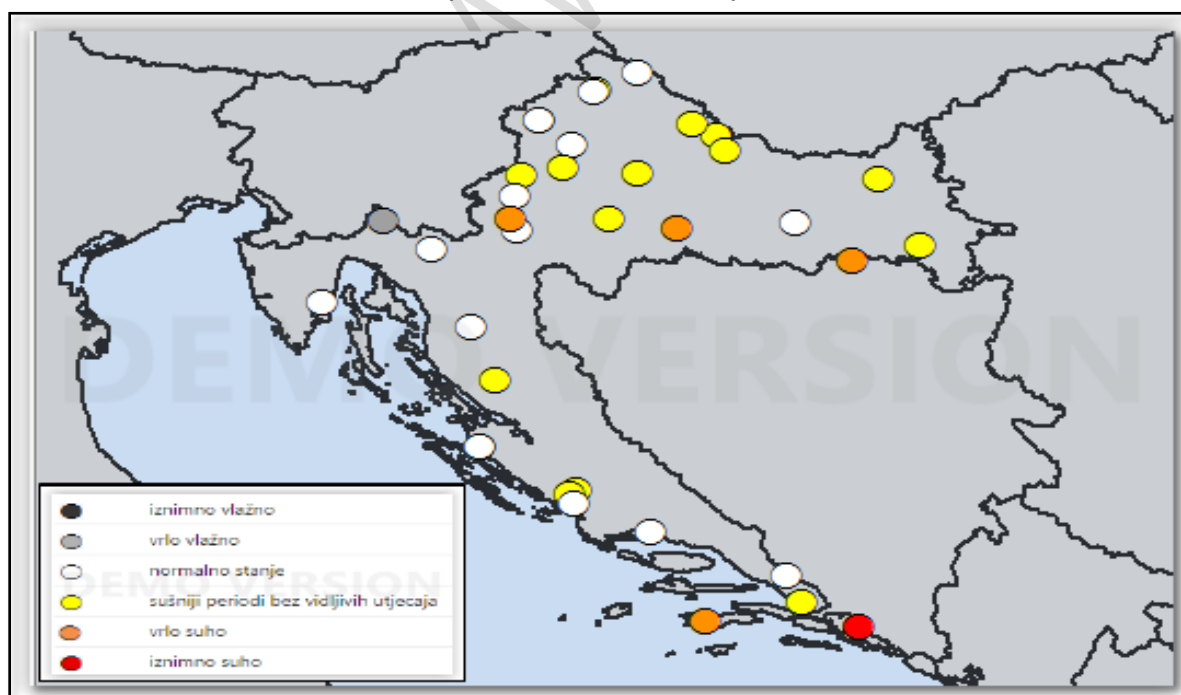 DEMO VERSION
iznimno vlažno
vrlo vlažno
normalno stanje
DEMO VERSION
sušniji periodi bez vidljivih utjecaja
vrlo suho
iznimno suho